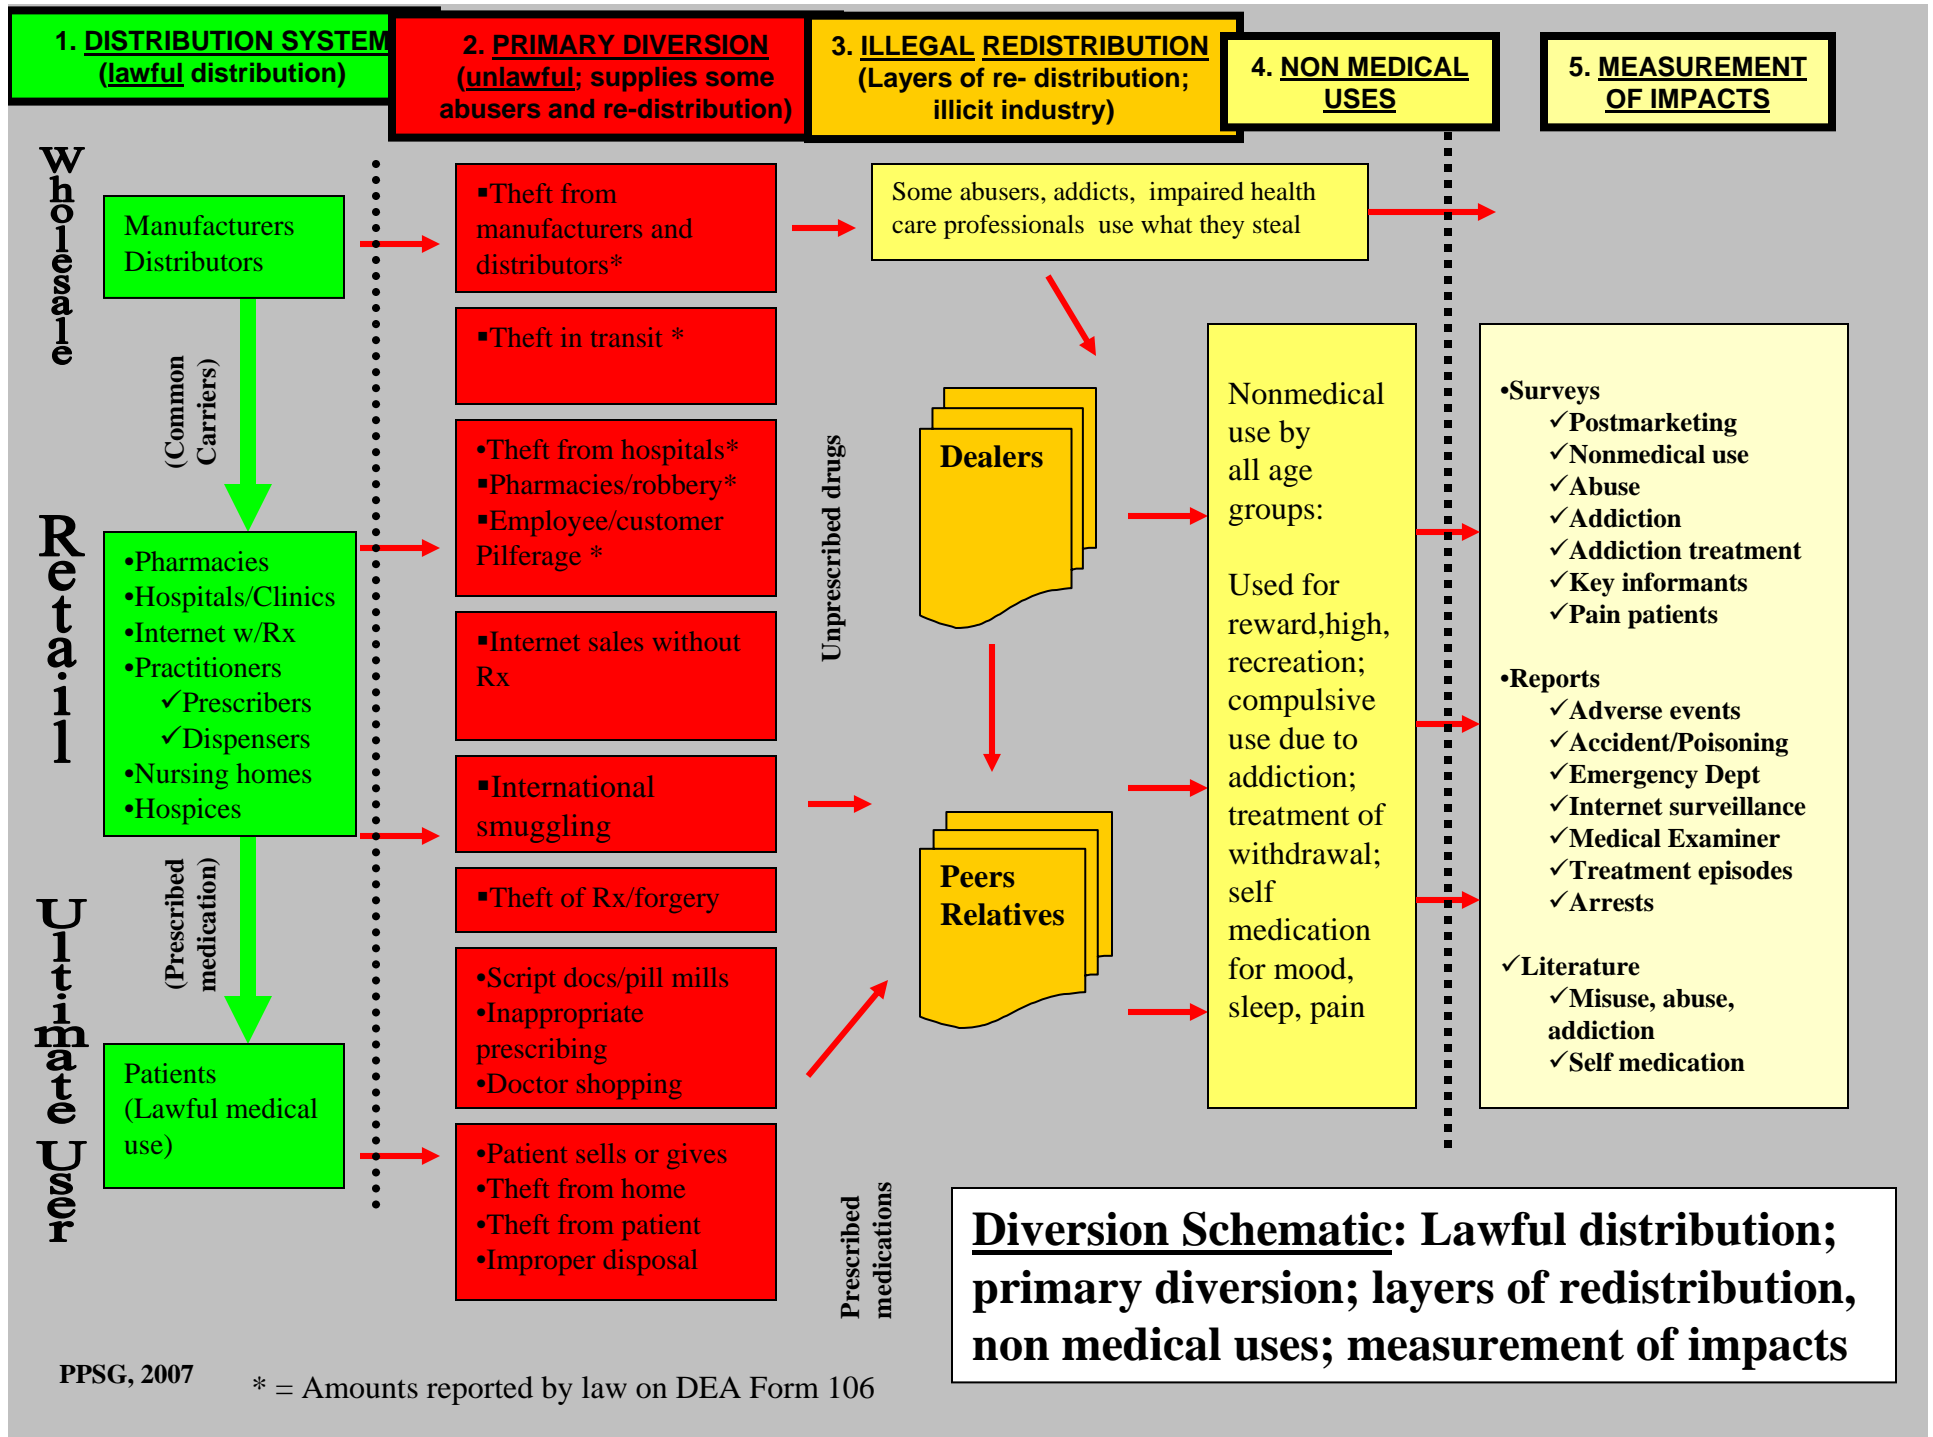 1. DISTRIBUTION SYSTEM
(lawful distribution)
2. PRIMARY DIVERSION
(unlawful; supplies some
abusers and re-distribution)
3. ILLEGAL REDISTRIBUTION
(Layers of re- distribution;
illicit industry)
4. NON MEDICAL
USES
5. MEASUREMENT
OF IMPACTS
Wholesale
Retail
Ultimate User
Manufacturers
Distributors
(Common
Carriers)
•Pharmacies
•Hospitals/Clinics
•Internet w/Rx
•Practitioners
✓Prescribers
✓Dispensers
•Nursing homes
•Hospices
(Prescribed
medication)
Patients
(Lawful medical
use)
▪Theft from
manufacturers and
distributors*
▪Theft in transit *
•Theft from hospitals*
▪Pharmacies/robbery*
▪Employee/customer
Pilferage *
▪Internet sales without
Rx
▪International
smuggling
▪Theft of Rx/forgery
•Script docs/pill mills
•Inappropriate
prescribing
•Doctor shopping
•Patient sells or gives
•Theft from home
•Theft from patient
•Improper disposal
Some abusers, addicts, impaired health
care professionals use what they steal
Unprescribed drugs
Dealers
Peers
Relatives
Prescribed
medications
Nonmedical
use by
all age
groups:
Used for
reward,high,
recreation;
compulsive
use due to
addiction;
treatment of
withdrawal;
self
medication
for mood,
sleep, pain
•Surveys
✓Postmarketing
✓Nonmedical use
✓Abuse
✓Addiction
✓Addiction treatment
✓Key informants
✓Pain patients
•Reports
✓Adverse events
✓Accident/Poisoning
✓Emergency Dept
✓Internet surveillance
✓Medical Examiner
✓Treatment episodes
✓Arrests
✓Literature
✓Misuse, abuse,
addiction
✓Self medication
Diversion Schematic: Lawful distribution;
primary diversion; layers of redistribution,
non medical uses; measurement of impacts
PPSG, 2007
* = Amounts reported by law on DEA Form 106